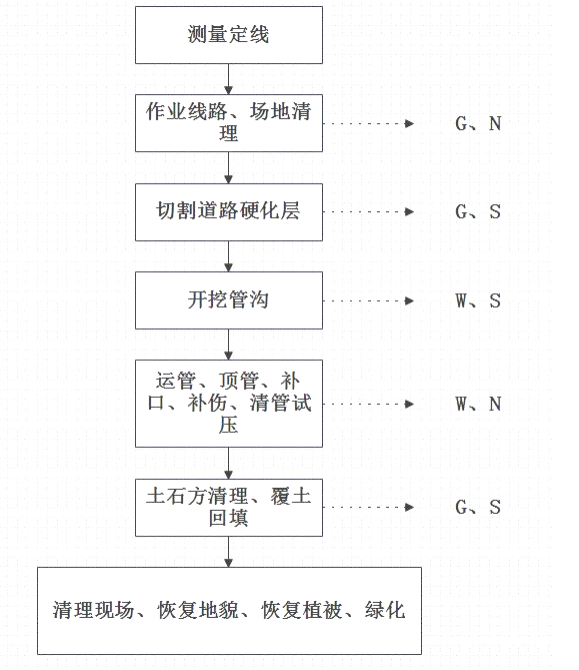 测量定线
作业线路、场地清
理
G、N
切割道路硬化层
G、S
开挖管沟
W、S
运管、顶管、补
口、补伤、清管试
压
W、N
土石方清理、覆土
回填
G、S
清理现场、恢复地貌、恢复植被、绿化